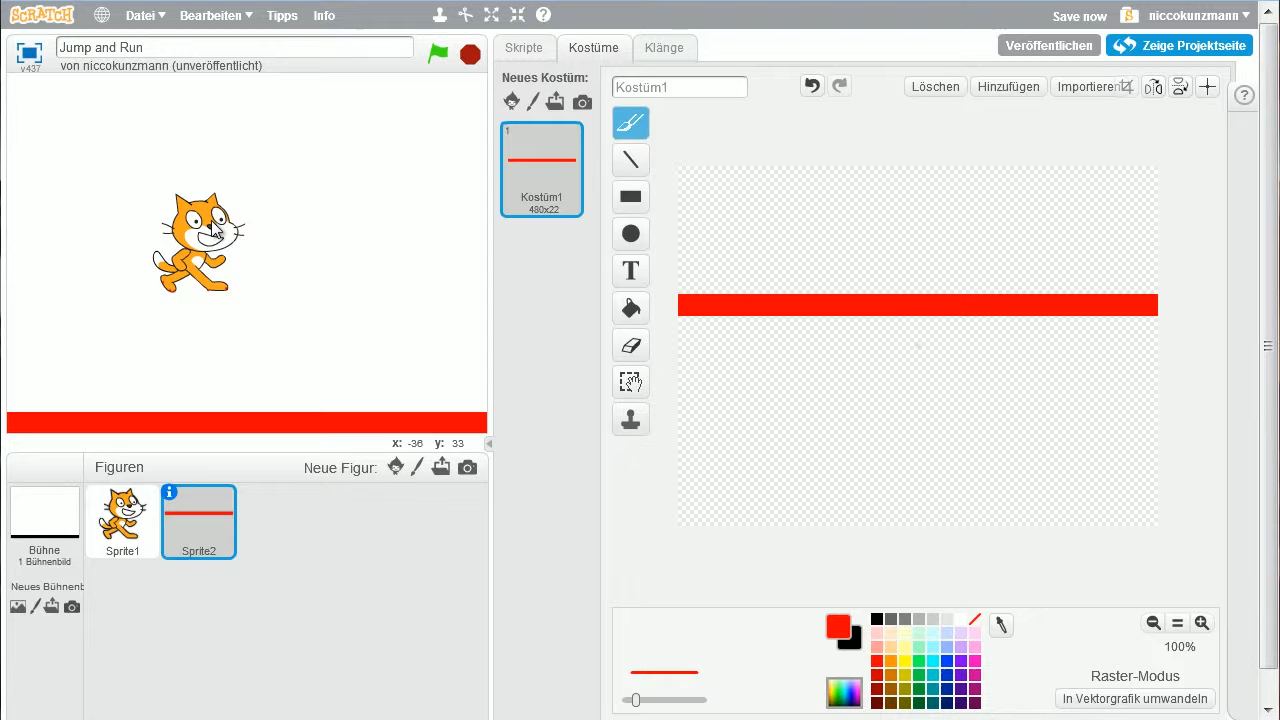 SCRATCH Datei Bearbeiten Tipps Info Save now niccokunzmann
v437 Jump and Run
von niccokunzmann (unveröffentlicht)
Skripte Kostüme Klänge
Veröffentlichen Zeige Projektseite
Neues Kostüm:
Kostüm1
Löschen Hinzufügen Importieren
1
Kostüm1
480x22
T
?
x: -36 y: 33
Figuren Neue Figur:
Bühne
1 Bühnenbild
Neues Bühnenb
Sprite1
Sprite2
100%
Raster-Modus
In Vektorgrafik umwandeln